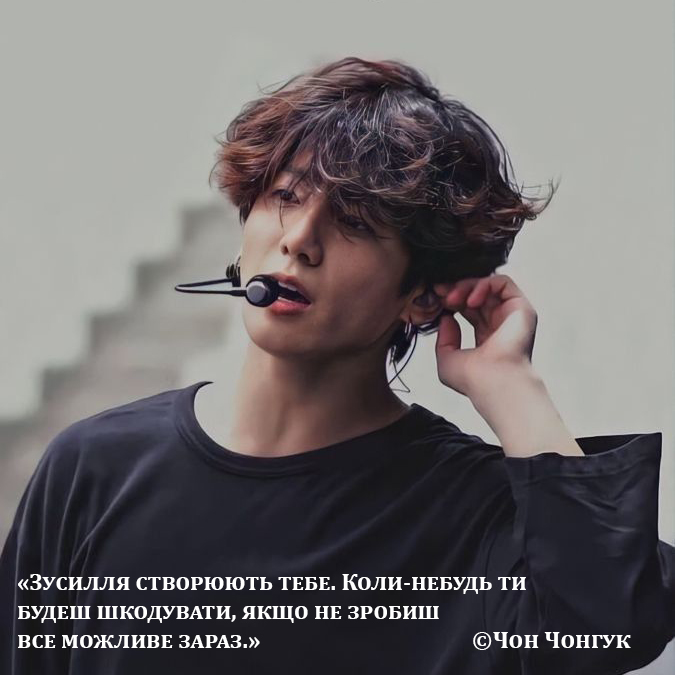 «Зусилля створюють тебе. Коли-небудь ти
будеш шкодувати, якщо не зробиш
все можливе зараз.» ©Чон Чонгук